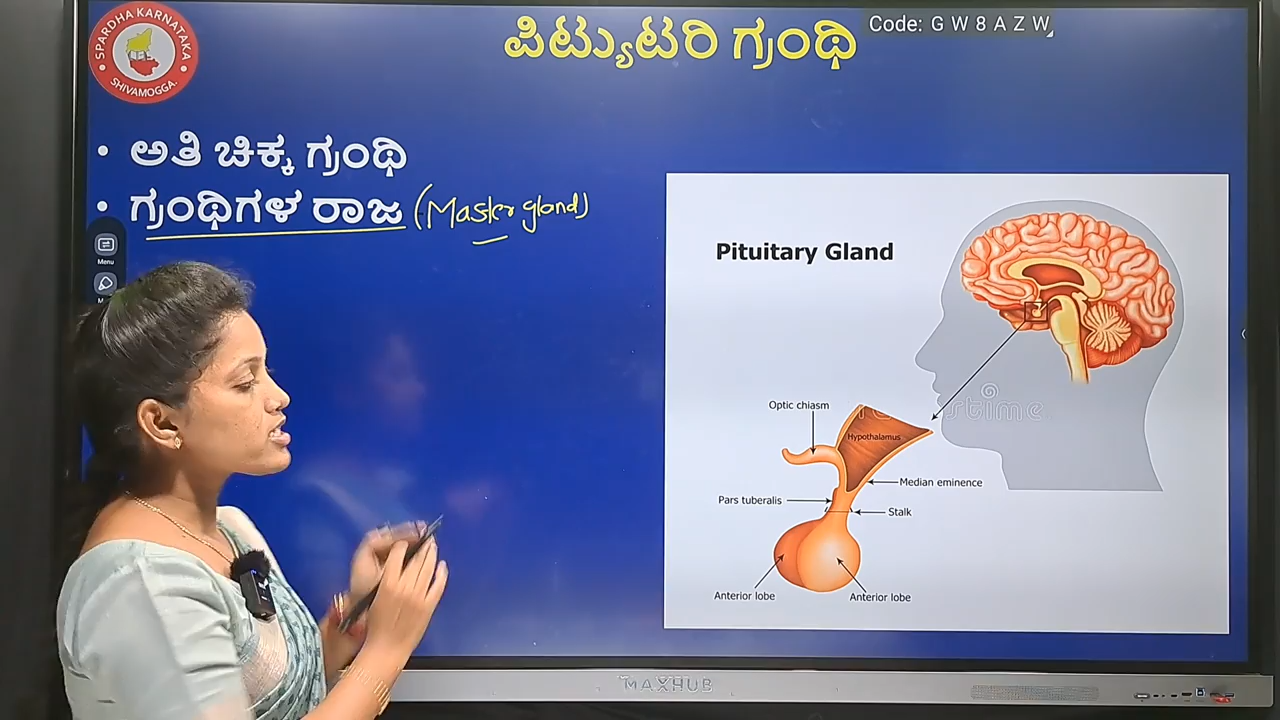 SPARDHA KARNATAKA
SHIVAMOGGA.
ಪಿಟ್ಯುಟರಿ ಗ್ರಂಥಿ
Code: G W 8 A Z W
• ಅತಿ ಚಿಕ್ಕ ಗ್ರಂಥಿ
• ಗ್ರಂಥಿಗಳ ರಾಜ (Master gland)
Menu
Pituitary Gland
Optic chiasm
Hypothalamus
Median eminence
Pars tuberalis
Stalk
Anterior lobe
Anterior lobe
MAXHUB